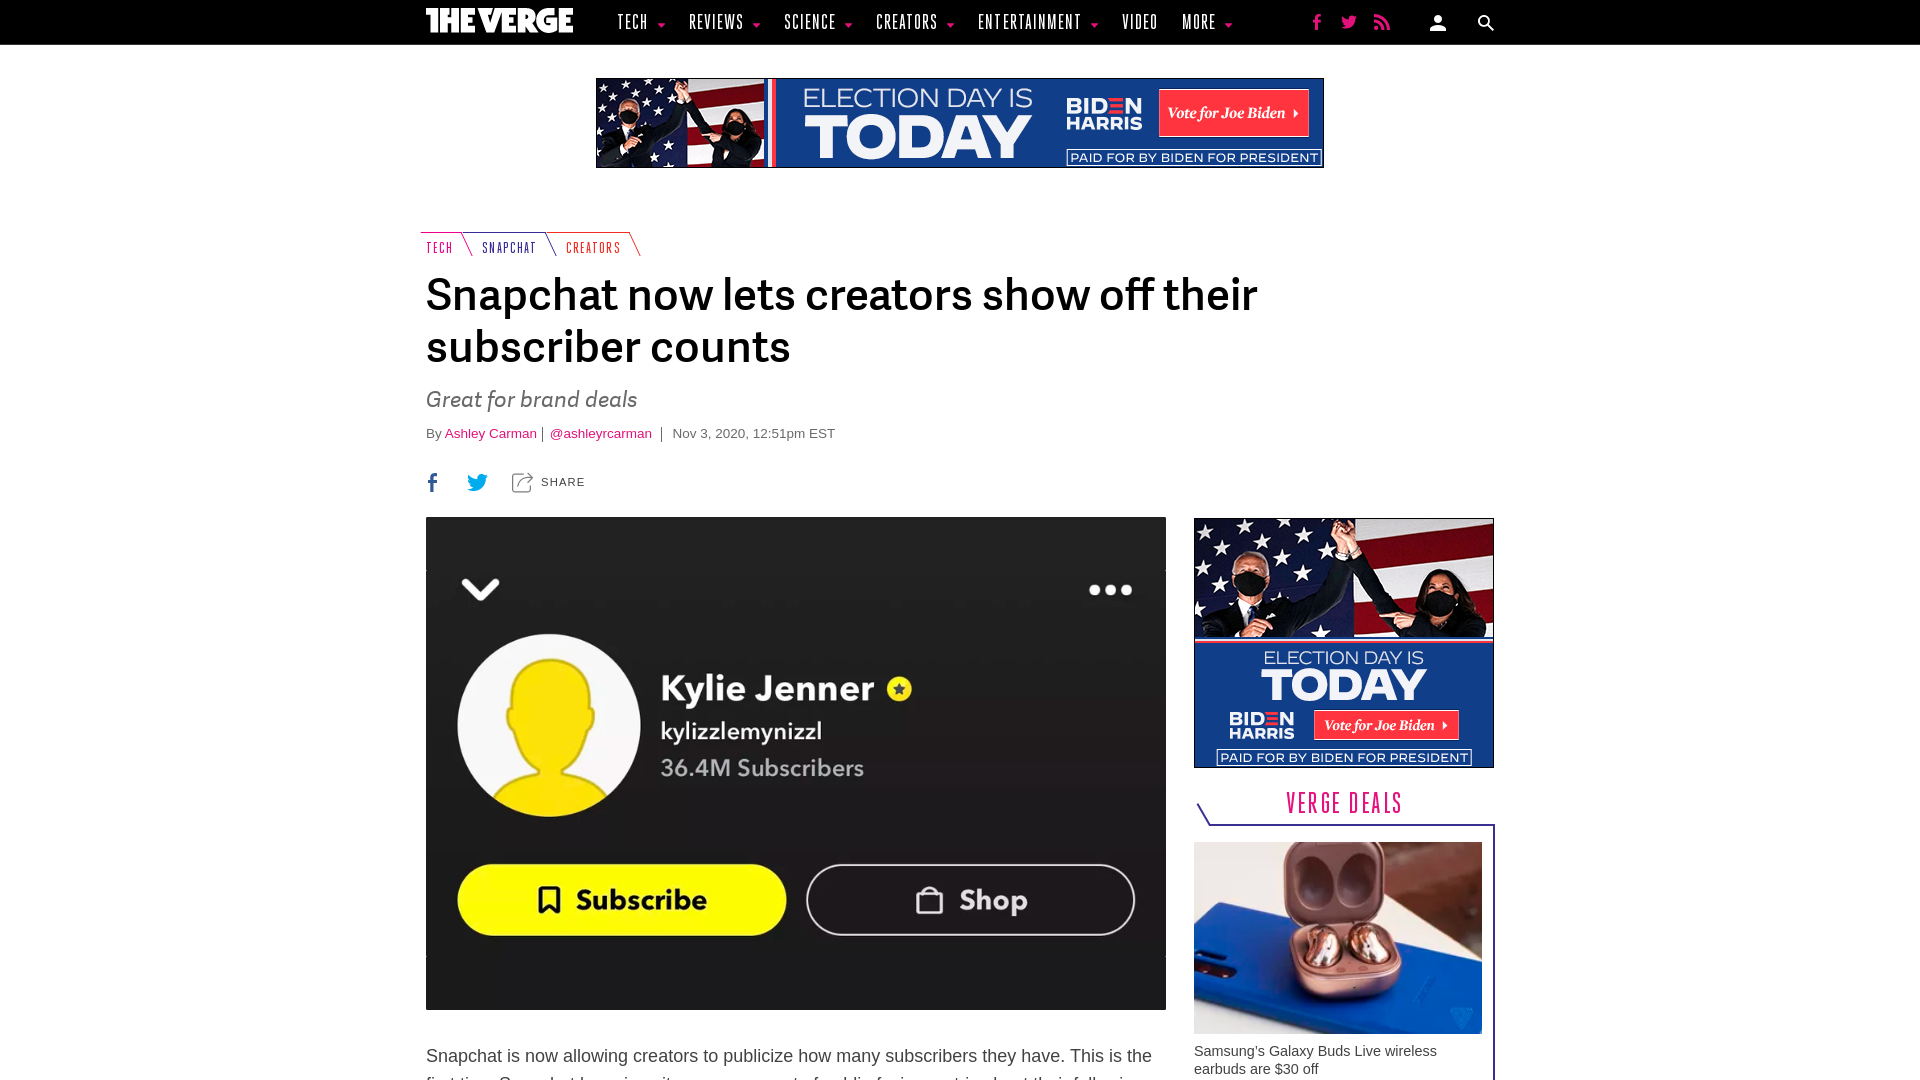 THE VERGE
TECH
REVIEWS
SCIENCE
CREATORS
ENTERTAINMENT
VIDEO
MORE
ELECTION DAY IS
TODAY
BIDEN
HARRIS
Vote for Joe Biden
PAID FOR BY BIDEN FOR PRESIDENT
TECH
SNAPCHAT
CREATORS
Snapchat now lets creators show off their
subscriber counts
Great for brand deals
By Ashley Carman | @ashleyrcarman | Nov 3, 2020, 12:51pm EST
SHARE
Kylie Jenner
kylizzlemynizzl
36.4M Subscribers
Subscribe
Shop
Snapchat is now allowing creators to publicize how many subscribers they have. This is the
ELECTION DAY IS
TODAY
BIDEN
HARRIS
Vote for Joe Biden
PAID FOR BY BIDEN FOR PRESIDENT
VERGE DEALS
Samsung’s Galaxy Buds Live wireless
earbuds are $30 off